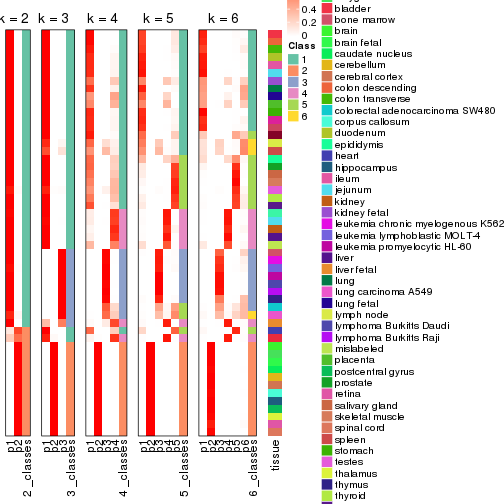 k = 2
k = 3
k = 4
k = 5
k = 6
0.4
0.2
0
Class
1
2
3
4
5
6
bladder
bone marrow
brain
brain fetal
caudate nucleus
cerebellum
cerebral cortex
colon descending
colon transverse
colorectal adenocarcinoma SW480
corpus callosum
duodenum
epididymis
heart
hippocampus
ileum
jejunum
kidney
kidney fetal
leukemia chronic myelogenous K562
leukemia lymphoblastic MOLT-4
leukemia promyelocytic HL-60
liver
liver fetal
lung
lung carcinoma A549
lung fetal
lymph node
lymphoma Burkitts Daudi
lymphoma Burkitts Raji
mislabeled
placenta
postcentral gyrus
prostate
retina
salivary gland
skeletal muscle
spinal cord
spleen
stomach
testes
thalamus
thymus
thyroid
p1
p2
2_classes
p1
p2
p3
3_classes
p1
p2
p3
p4
4_classes
p1
p2
p3
p4
p5
5_classes
p1
p2
p3
p4
p5
p6
6_classes
tissue